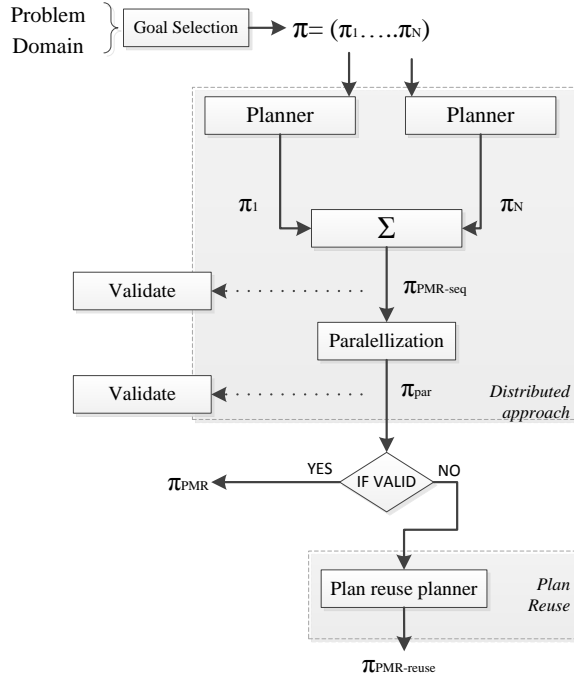 Problem
Domain
Goal Selection
π= (π1.....πN)
Planner
Planner
π1
πN
Σ
Validate
πPMR-seq
Paralellization
Validate
πpar
Distributed
approach
YES
NO
πPMR
IF VALID
Plan reuse planner
Plan
Reuse
πPMR-reuse